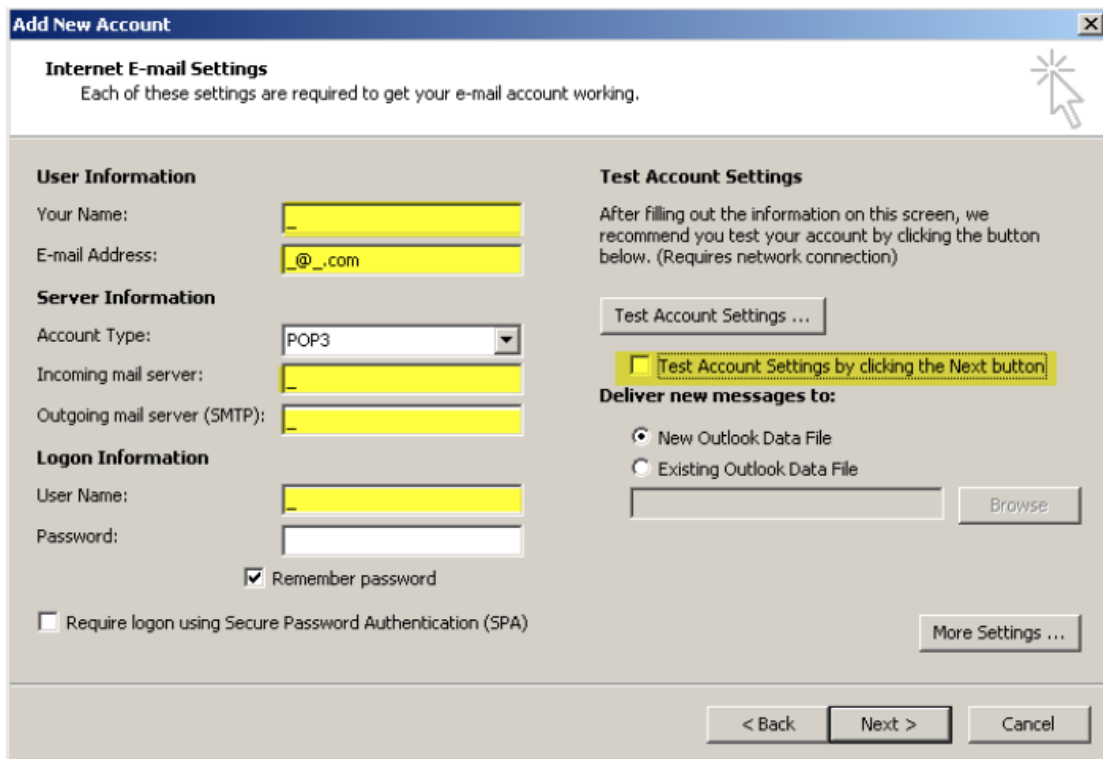 Add New Account
Internet E-mail Settings
Each of these settings are required to get your e-mail account working.
User Information
Your Name:
_
E-mail Address:
_@_.com
Server Information
Account Type:
POP3
Incoming mail server:
_
Outgoing mail server (SMTP):
_
Logon Information
User Name:
_
Password:
Remember password
Require logon using Secure Password Authentication (SPA)
Test Account Settings
After filling out the information on this screen, we
recommend you test your account by clicking the button
below. (Requires network connection)
Test Account Settings ...
Test Account Settings by clicking the Next button
Deliver new messages to:
New Outlook Data File
Existing Outlook Data File
Browse
More Settings ...
< Back
Next >
Cancel